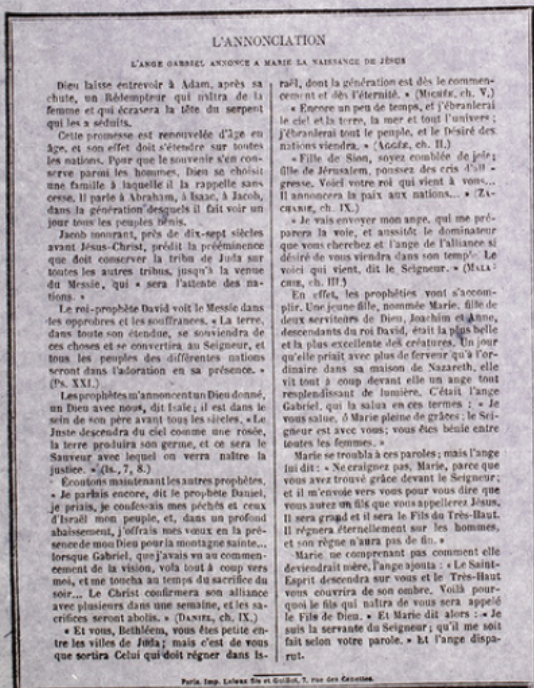 L'ANNONCIATION
L'ANGE GABRIEL ANNONCE A MARIE LA NAISSANCE DE JÉSUS
Dieu laisse entrevoir à Adam, après sa
chute, un Rédempteur qui naîtra de la
femme et qui écrasera la tête du serpent
qui les a séduits.
Cette promesse est renouvelée d'âge en
âge, et son effet doit s'étendre sur toutes
les nations. Pour que le souvenir s'en con-
serve parmi les hommes, Dieu se choisit
une famille à laquelle il la rappelle sans
cesse. Il parle à Abraham, à Isaac, à Jacob,
dans la génération desquels il fait voir un
jour tous les peuples bénis.
Jacob mourant, près de dix-sept siècles
avant Jésus-Christ, prédit la prééminence
que doit conserver la tribu de Juda sur
toutes les autres tribus, jusqu'à la venue
du Messie, qui « sera l'attente des na-
tions. »
Le roi-prophète David voit le Messie dans
les opprobres et les souffrances. « La terre,
dans toute son étendue, se souviendra de
ces choses et se convertira au Seigneur, et
tous les peuples des différentes nations
seront dans l'adoration en sa présence. »
(Ps. XXI.)
Les prophètes m'annoncent un Dieu donné,
un Dieu avec nous, dit Isaïe; il est dans le
sein de son père avant tous les siècles. « Le
Juste descendra du ciel comme une rosée,
la terre produira son germe, et ce sera le
Sauveur avec lequel on verra naître la
justice. » (Is., 7, 8.)
Écoutons maintenant les autres prophètes.
« Je parlais encore, dit le prophète Daniel,
je priais, je confessais mes péchés et ceux
d'Israël mon peuple, et, dans un profond
abaissement, j'offrais mes vœux en la pré-
sence de mon Dieu pour la montagne sainte...
lorsque Gabriel, que j'avais vu au commen-
cement de la vision, vola tout à coup vers
moi, et me toucha au temps du sacrifice du
soir... Le Christ confirmera son alliance
avec plusieurs dans une semaine, et les sa-
crifices seront abolis. » (DANIEL, ch. IX.)
« Et vous, Bethléem, vous êtes petite en-
tre les villes de Juda; mais c'est de vous
que sortira Celui qui doit régner dans Is-
raël, dont la génération est dès le commen-
cement et dès l'éternité. » (MICHÉE, ch. V.)
« Encore un peu de temps, et j'ébranlerai
le ciel et la terre, la mer et tout l'univers;
j'ébranlerai tout le peuple, et le Désiré des
nations viendra. » (AGGÉE, ch. II.)
« Fille de Sion, soyez comblée de joie;
fille de Jérusalem, poussez des cris d'allé-
gresse. Voici votre roi qui vient à vous...
Il annoncera la paix aux nations... » (ZA-
CHARIE, ch. IX.)
« Je vais envoyer mon ange, qui me pré-
parera la voie, et aussitôt le dominateur
que vous cherchez et l'ange de l'alliance si
désiré de vous viendra dans son temple. Le
voici qui vient, dit le Seigneur. » (MALA-
CHIE, ch. III.)
En effet, les prophéties vont s'accom-
plir. Une jeune fille, nommée Marie, fille de
deux serviteurs de Dieu, Joachim et Anne,
descendants du roi David, était la plus belle
et la plus excellente des créatures. Un jour
qu'elle priait avec plus de ferveur qu'à l'or-
dinaire dans sa maison de Nazareth, elle
vit tout à coup devant elle un ange tout
resplendissant de lumière. C'était l'ange
Gabriel, qui la salua en ces termes : « Je
vous salue, ô Marie pleine de grâces; le Sei-
gneur est avec vous; vous êtes bénie entre
toutes les femmes. »
Marie se troubla à ces paroles; mais l'ange
lui dit : « Ne craignez pas, Marie, parce que
vous avez trouvé grâce devant le Seigneur;
et il m'envoie vers vous pour vous dire que
vous aurez un fils que vous appellerez Jésus.
Il sera grand et il sera le Fils du Très-Haut.
Il régnera éternellement sur les hommes,
et son règne n'aura pas de fin. »
Marie ne comprenant pas comment elle
deviendrait mère, l'ange ajouta : « Le Saint-
Esprit descendra sur vous et le Très-Haut
vous couvrira de son ombre. Voilà pour-
quoi le fils qui naîtra de vous sera appelé
le Fils de Dieu. » Et Marie dit alors : « Je
suis la servante du Seigneur; qu'il me soit
fait selon votre parole. » Et l'ange dispa-
rut.
Paris. Imp. Leloux fils et Guillot, 7, rue des Canettes.